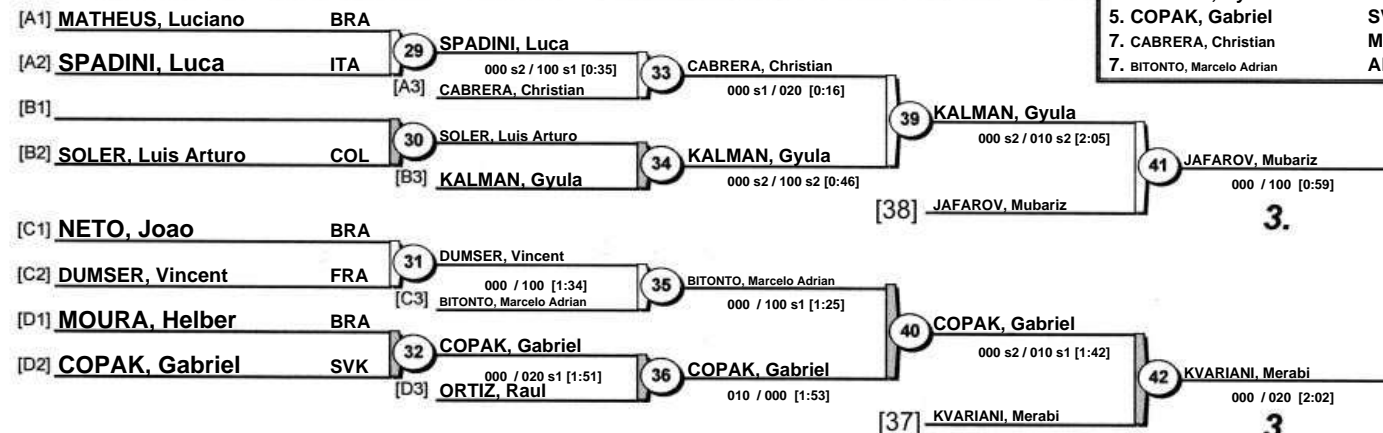 5. COPAK, Gabriel
7. CABRERA, Christian
7. BITONTO, Marcelo Adrian
[A1] MATHEUS, Luciano BRA
[A2] SPADINI, Luca ITA
29 SPADINI, Luca
000 s2 / 100 s1 [0:35]
[A3] CABRERA, Christian
33 CABRERA, Christian
000 s1 / 020 [0:16]
[B1]
[B2] SOLER, Luis Arturo COL
30 SOLER, Luis Arturo
[B3] KALMAN, Gyula
34 KALMAN, Gyula
000 s2 / 100 s2 [0:46]
39 KALMAN, Gyula
000 s2 / 010 s2 [2:05]
[38] JAFAROV, Mubariz
41 JAFAROV, Mubariz
000 / 100 [0:59]
3.
[C1] NETO, Joao BRA
[C2] DUMSER, Vincent FRA
31 DUMSER, Vincent
000 / 100 [1:34]
[C3] BITONTO, Marcelo Adrian
35 BITONTO, Marcelo Adrian
000 / 100 s1 [1:25]
[D1] MOURA, Helber BRA
[D2] COPAK, Gabriel SVK
32 COPAK, Gabriel
000 / 020 s1 [1:51]
[D3] ORTIZ, Raul
36 COPAK, Gabriel
010 / 000 [1:53]
40 COPAK, Gabriel
000 s2 / 010 s1 [1:42]
[37] KVARIANI, Merabi
42 KVARIANI, Merabi
000 / 020 [2:02]
3